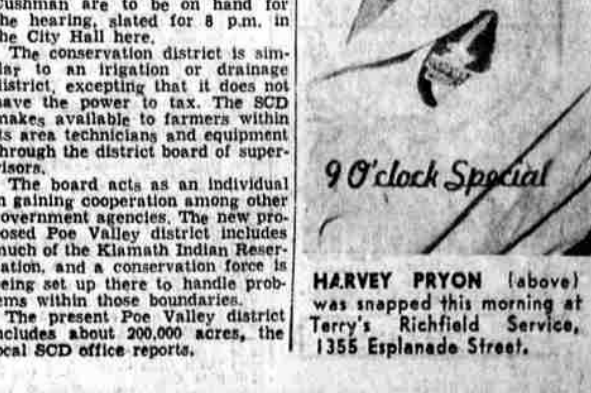 Cushman are to be on hand for
the hearing, slated for 8 p.m. in
the City Hall here.
The conservation district is sim-
lar to an irigation or drainage
district, excepting that it does not
have the power to tax. The SCD
makes available to farmers within
its area technicians and equipment
through the district board of super-
visors.
The board acts as an individual
in gaining cooperation among other
government agencies. The new pro-
posed Poe Valley district includes
much of the Klamath Indian Reser-
vation, and a conservation force is
being set up there to handle prob-
lems within those boundaries.
The present Poe Valley district
includes about 200,000 acres, the
local SCD office reports.
9 O'clock Special
HARVEY PRYON (above)
was snapped this morning at
Terry's Richfield Service,
1355 Esplanade Street.